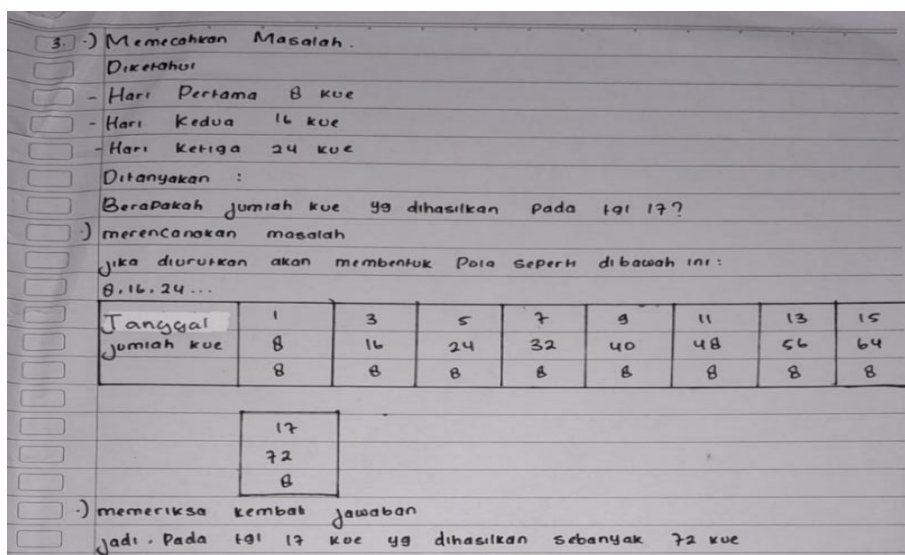 3. .) Memecahkan Masalah.
Diketahui
- Hari Pertama 8 kue
- Hari Kedua 16 kue
- Hari Ketiga 24 kue
Ditanyakan :
Berapakah jumlah kue yg dihasilkan pada tgl 17?
.) merencanakan masalah
jika diurutkan akan membentuk Pola seperti dibawah ini :
8, 16, 24 ...
Tanggal 1 3 5 7 9 11 13 15
jumlah kue 8 16 24 32 40 48 56 64
8 8 8 8 8 8 8 8
17
72
8
.) memeriksa kembali jawaban
jadi, Pada tgl 17 kue yg dihasilkan sebanyak 72 kue